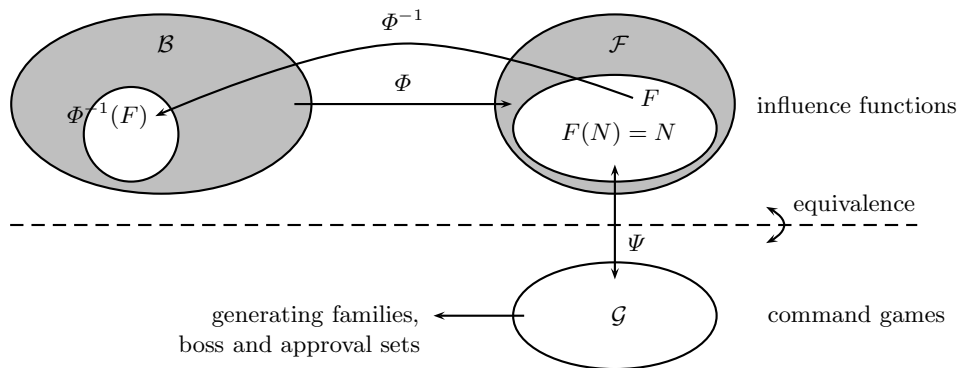 Φ⁻¹
ℬ
ℱ
Φ
Φ⁻¹(F)
F
F(N) = N
influence functions
equivalence
Ψ
generating families,
boss and approval sets
𝒢
command games